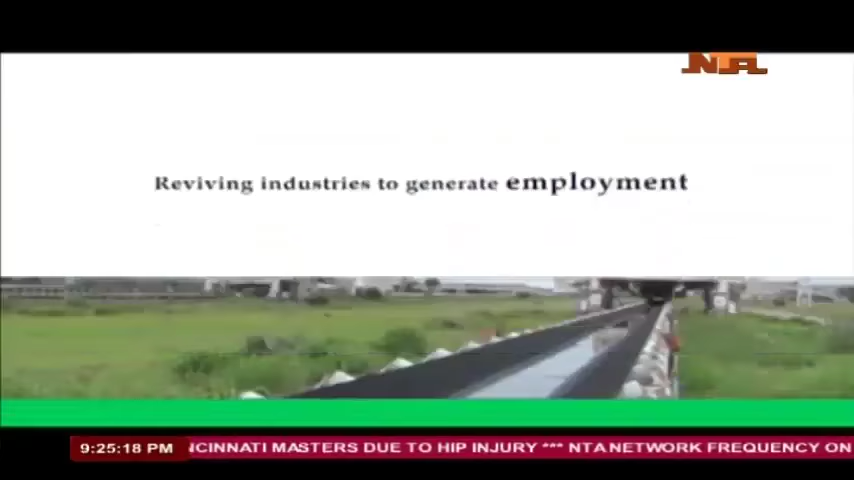 NTA
Reviving industries to generate employment
9:25:18 PM NCINNATI MASTERS DUE TO HIP INJURY *** NTA NETWORK FREQUENCY ON